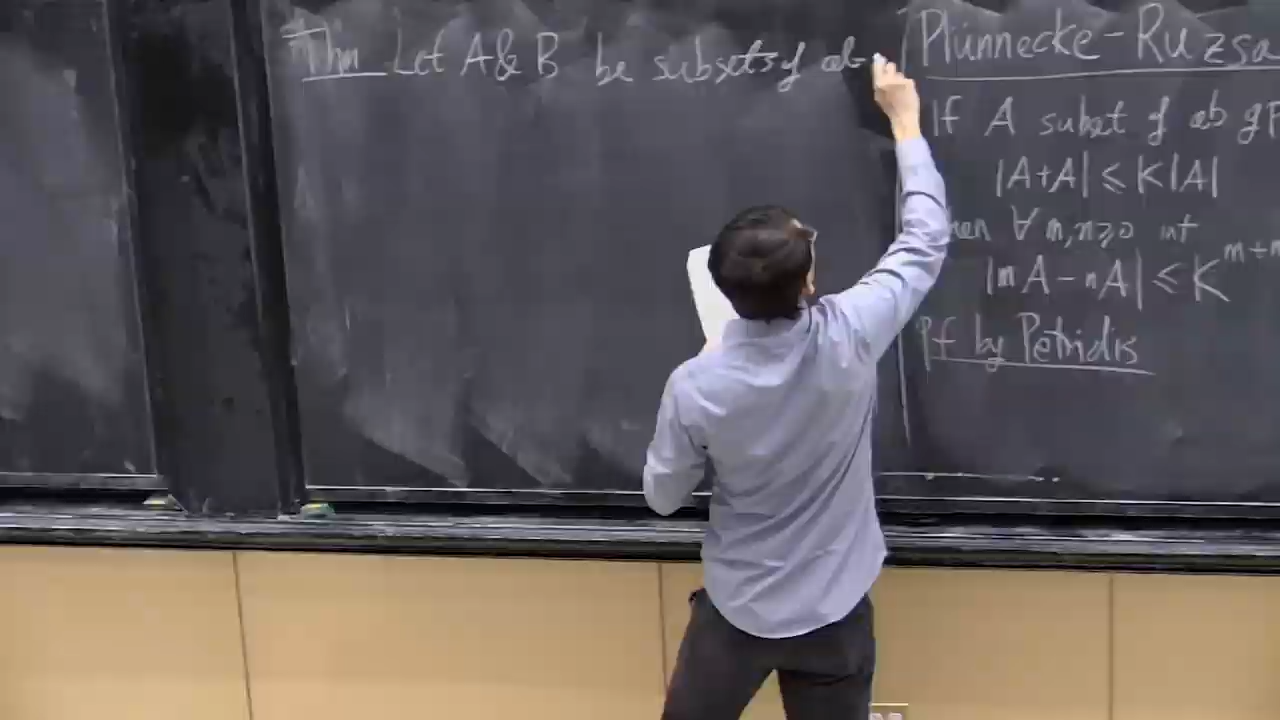 Thm Let A & B be subsets of ab
Plünnecke-Ruzsa
If A subset of ab gp
|A+A| ≤ K|A|
then ∀ m,n≥0 int
|mA-nA| ≤ K^{m+n}
Pf by Petridis